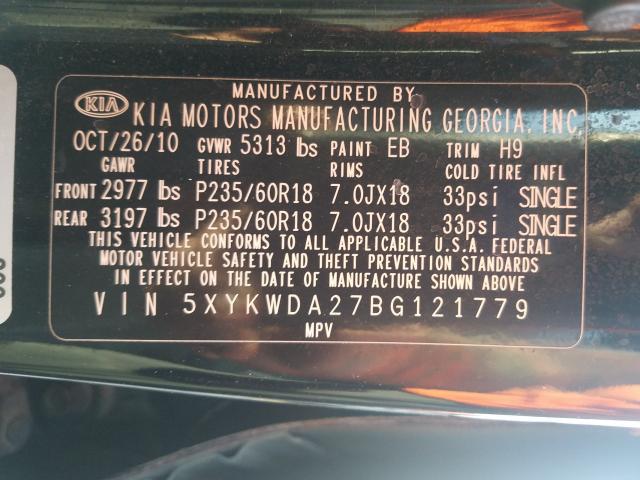 MANUFACTURED BY
KIA KIA MOTORS MANUFACTURING GEORGIA, INC
OCT/26/10 GVWR 5313 lbs PAINT EB TRIM H9
GAWR TIRES RIMS COLD TIRE INFL
FRONT 2977 lbs P235/60R18 7.0JX18 33psi SINGLE
REAR 3197 lbs P235/60R18 7.0JX18 33psi SINGLE
THIS VEHICLE CONFORMS TO ALL APPLICABLE U.S.A. FEDERAL
MOTOR VEHICLE SAFETY AND THEFT PREVENTION STANDARDS
IN EFFECT ON THE DATE OF MANUFACTURE SHOWN ABOVE.
VIN 5XYKWDA27BG121779
MPV